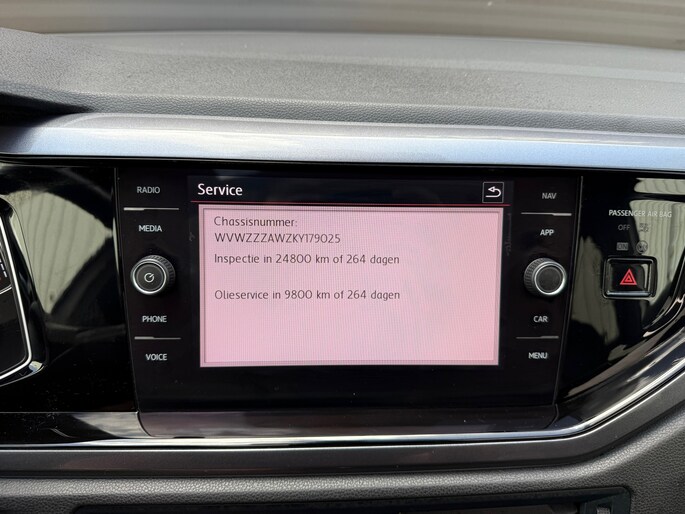 RADIO
Service
NAV
MEDIA
Chassisnummer:
WVWZZZAWZKY179025
Inspectie in 24800 km of 264 dagen
Olieservice in 9800 km of 264 dagen
APP
PHONE
CAR
VOICE
MENU
PASSENGER AIR BAG
OFF